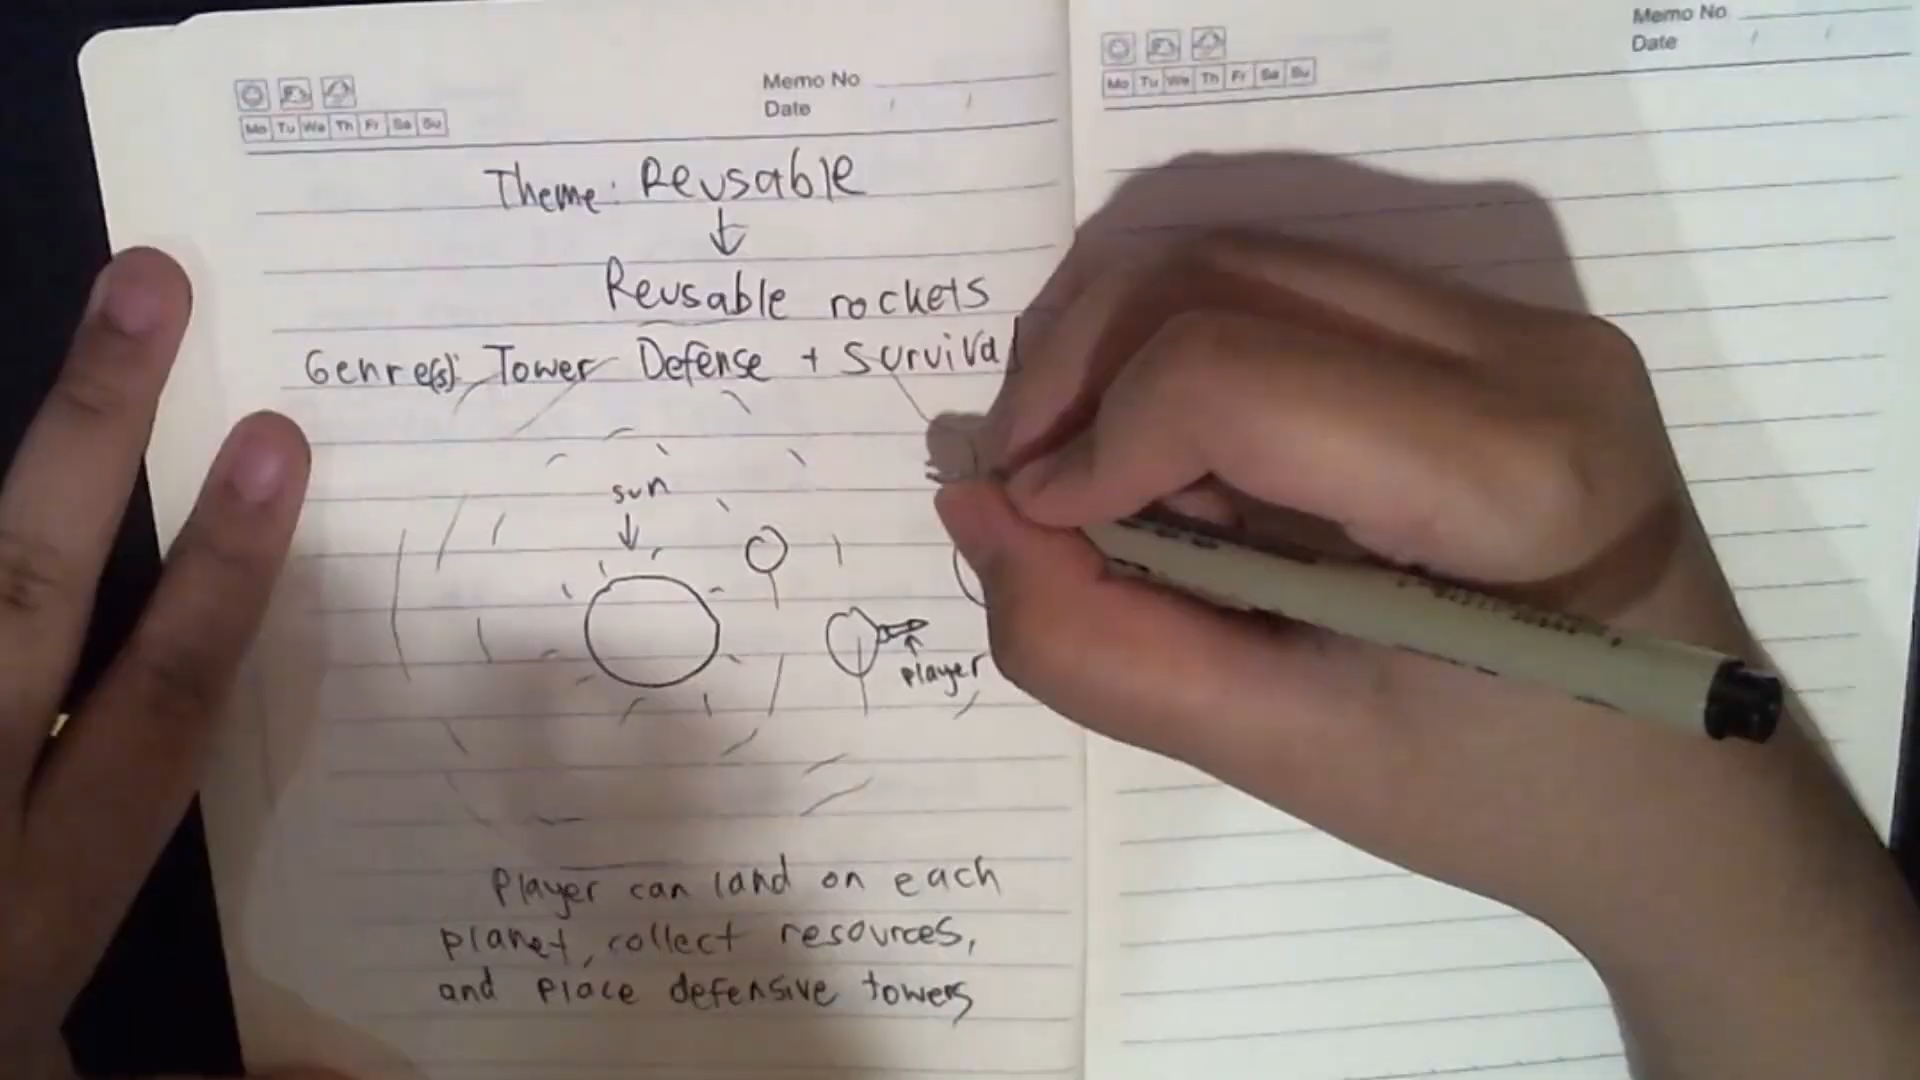 Memo No
Date / /
Mo Tu We Th Fr Sa Su
Theme: Reusable
Reusable rockets
Genre(s): Tower Defense + Survival
sun
player
Player can land on each
planet, collect resources,
and place defensive towers
Memo No
Date / /
Mo Tu We Th Fr Sa Su